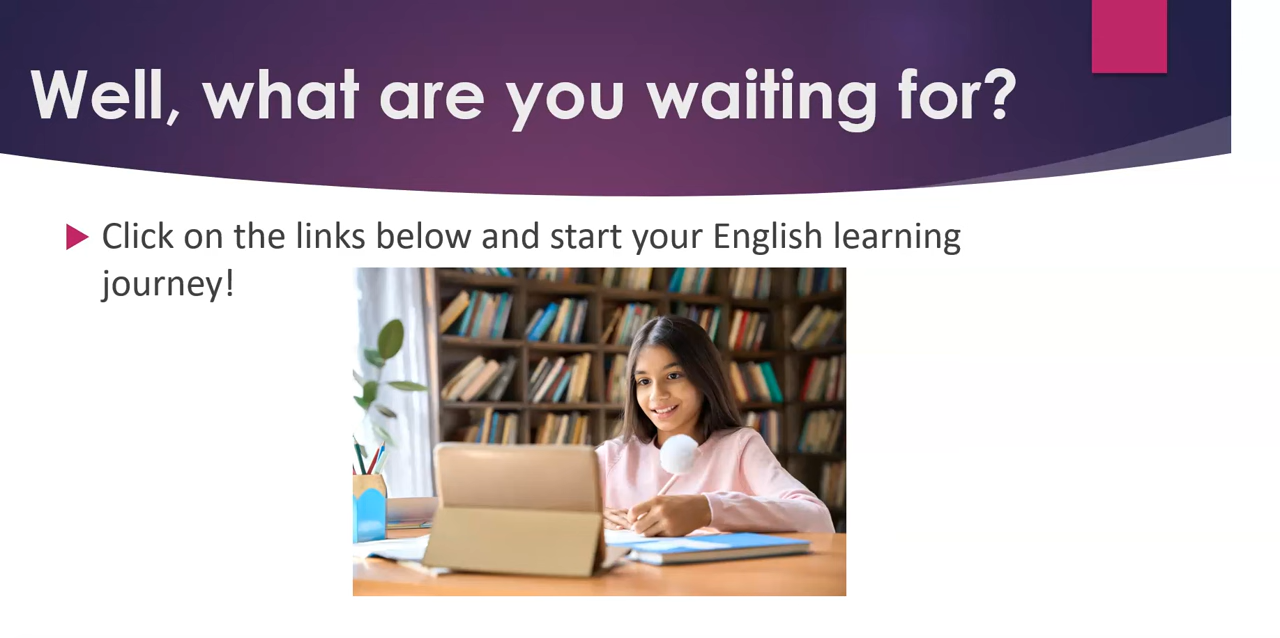 Well, what are you waiting for?
Click on the links below and start your English learning
journey!